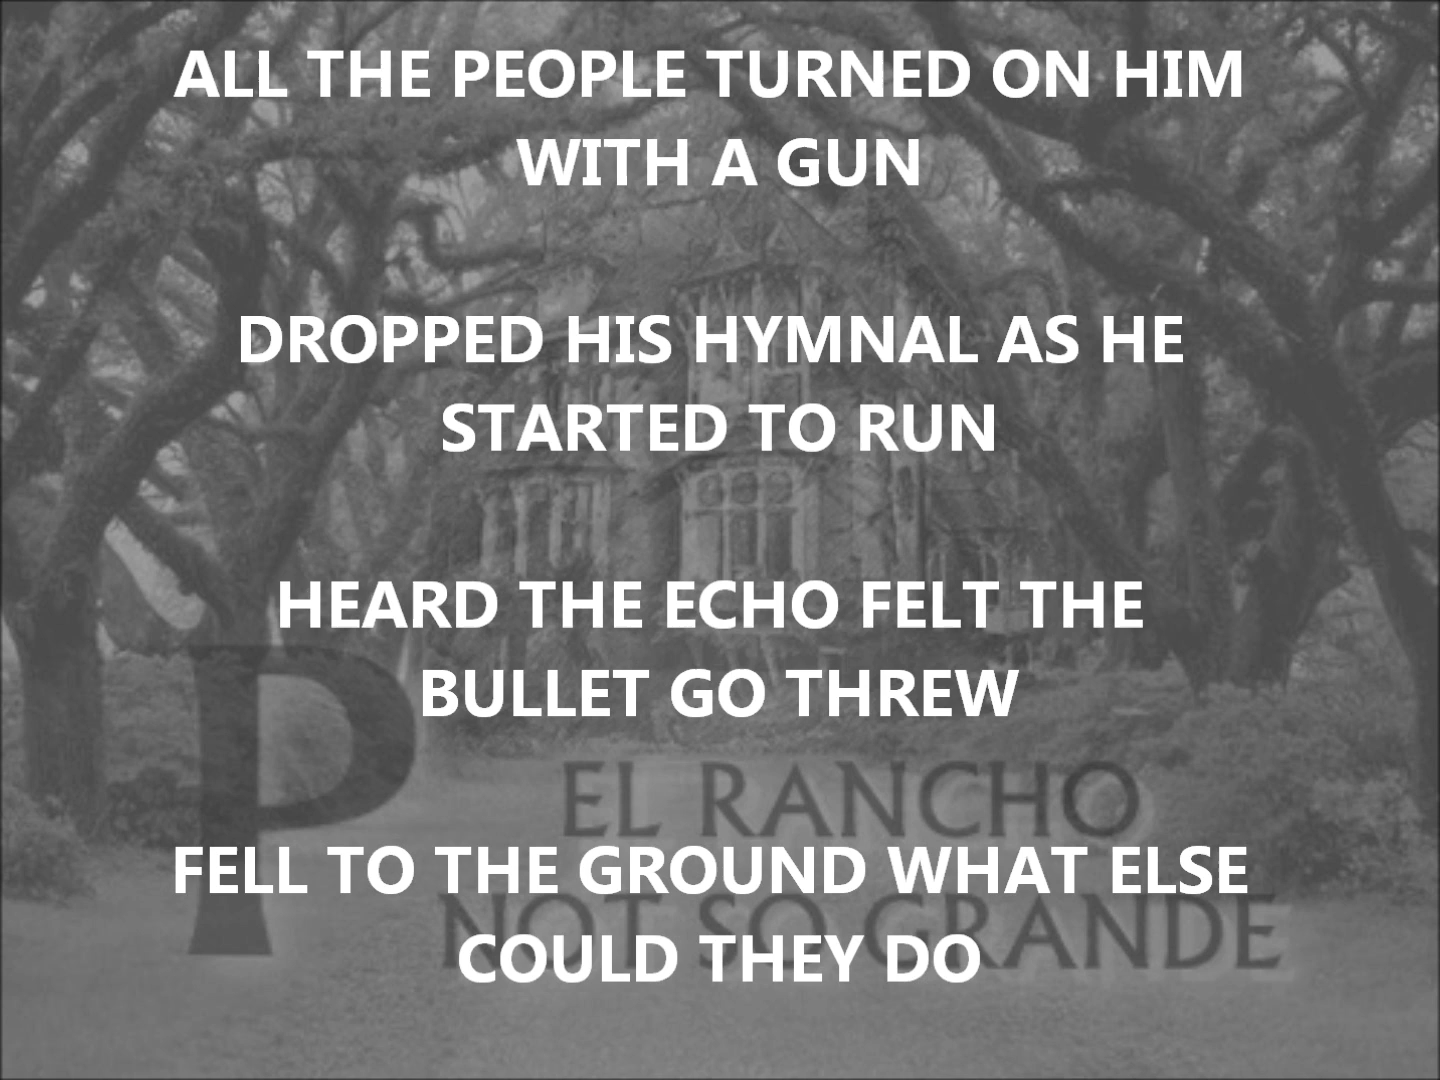 ALL THE PEOPLE TURNED ON HIM
WITH A GUN
DROPPED HIS HYMNAL AS HE
STARTED TO RUN
HEARD THE ECHO FELT THE
BULLET GO THREW
P
EL RANCHO
FELL TO THE GROUND WHAT ELSE
NOT SO GRANDE
COULD THEY DO